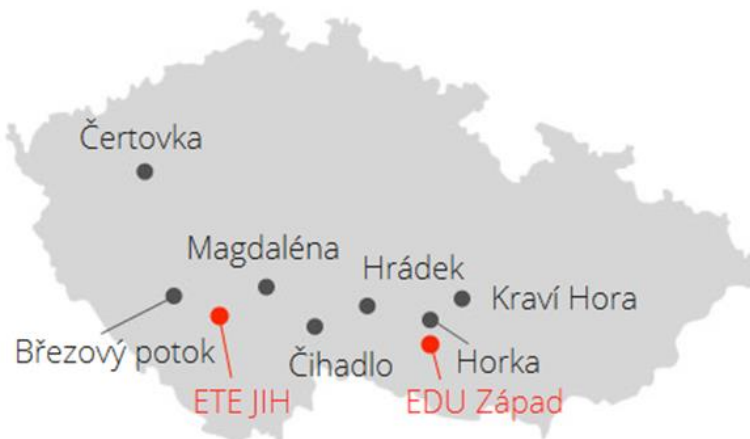 Čertovka
Magdaléna
Hrádek
Kraví Hora
Březový potok
Čihadlo
Horka
ETE JIH
EDU Západ